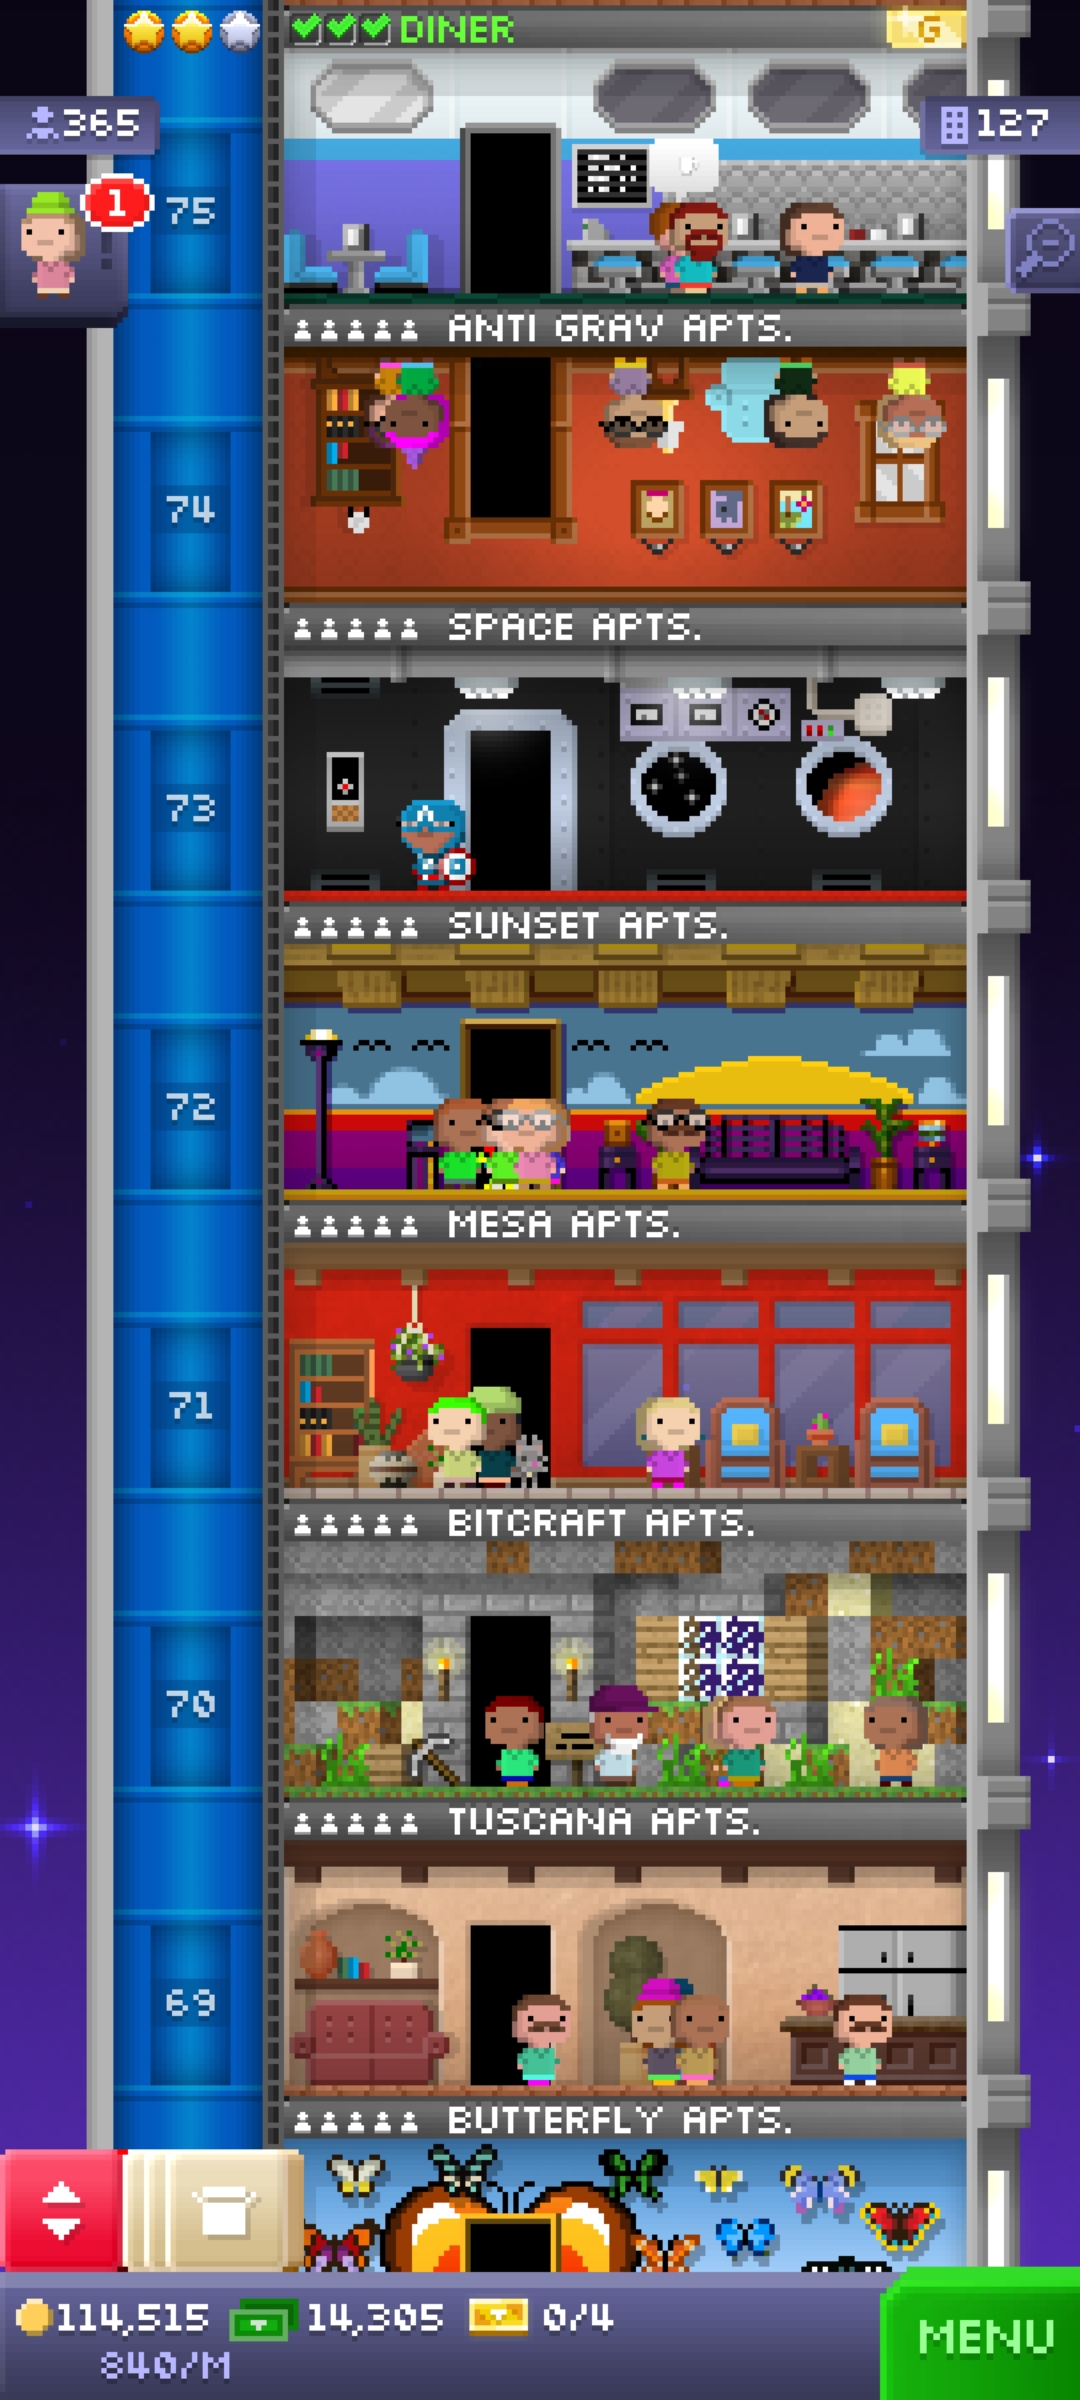 DINER
G
365
127
1
75
ANTI GRAV APTS.
74
SPACE APTS.
73
SUNSET APTS.
72
MESA APTS.
71
BITCRAFT APTS.
70
TUSCANA APTS.
69
BUTTERFLY APTS.
114,515
14,305
0/4
840/M
MENU